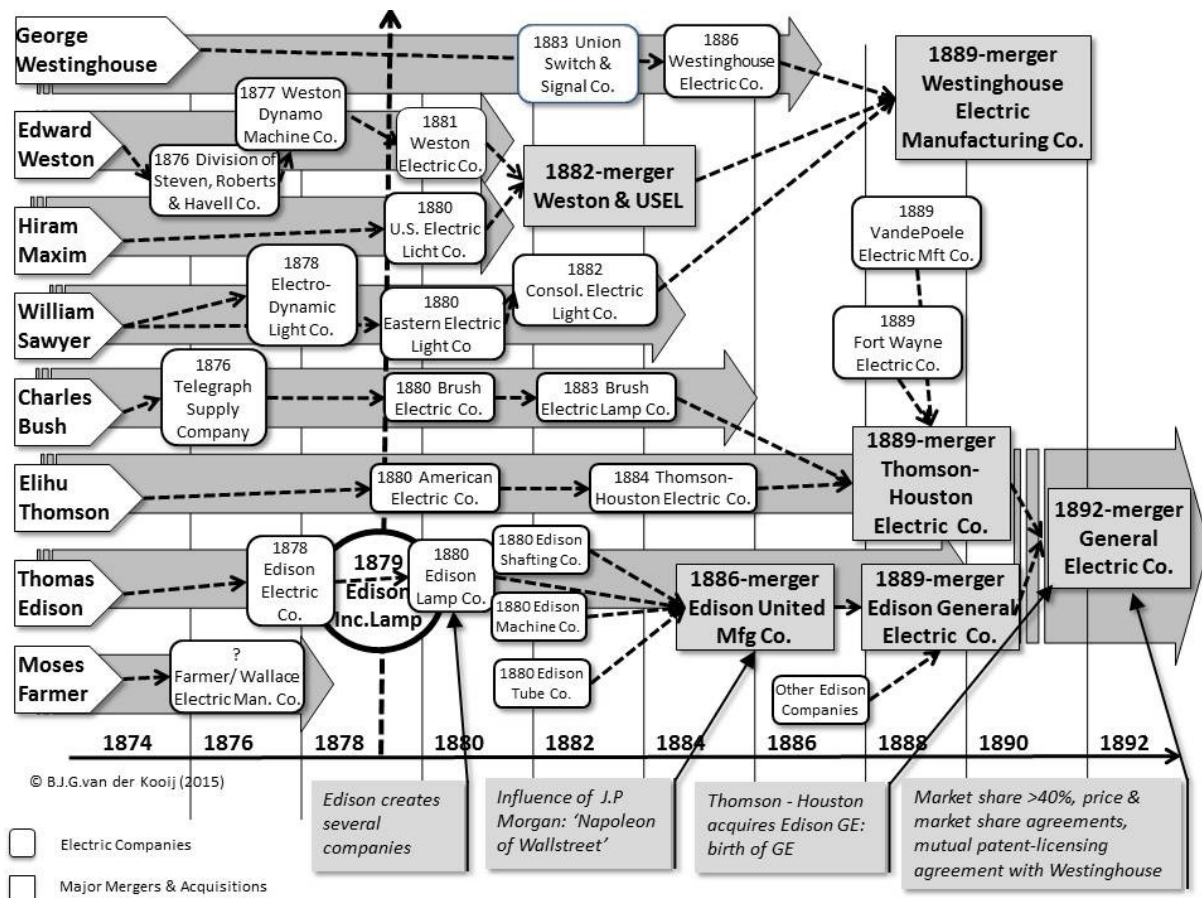 George
Westinghouse
1883 Union
Switch &
Signal Co.
1886
Westinghouse
Electric Co.
1889-merger
Westinghouse
Electric
Manufacturing Co.
Edward
Weston
1877 Weston
Dynamo
Machine Co.
1876 Division of
Steven, Roberts
& Havell Co.
1881
Weston
Electric Co.
1882-merger
Weston & USEL
Hiram
Maxim
1880
U.S. Electric
Licht Co.
1889
VandePoele
Electric Mft Co.
William
Sawyer
1878
Electro-
Dynamic
Light Co.
1880
Eastern Electric
Light Co
1882
Consol. Electric
Light Co.
1889
Fort Wayne
Electric Co.
Charles
Bush
1876
Telegraph
Supply
Company
1880 Brush
Electric Co.
1883 Brush
Electric Lamp Co.
Elihu
Thomson
1880 American
Electric Co.
1884 Thomson-
Houston Electric Co.
1889-merger
Thomson-
Houston
Electric Co.
1892-merger
General
Electric Co.
Thomas
Edison
1878
Edison
Electric
Co.
1879
Edison
Inc.Lamp
1880
Edison
Lamp Co.
1880 Edison
Shafting Co.
1880 Edison
Machine Co.
1880 Edison
Tube Co.
1886-merger
Edison United
Mfg Co.
1889-merger
Edison General
Electric Co.
Other Edison
Companies
Moses
Farmer
?
Farmer/ Wallace
Electric Man. Co.
1874 1876 1878 1880 1882 1884 1886 1888 1890 1892
© B.J.G.van der Kooij (2015)
Edison creates
several
companies
Influence of J.P
Morgan: ‘Napoleon
of Wallstreet’
Thomson - Houston
acquires Edison GE:
birth of GE
Market share >40%, price &
market share agreements,
mutual patent-licensing
agreement with Westinghouse
Electric Companies
Major Mergers & Acquisitions